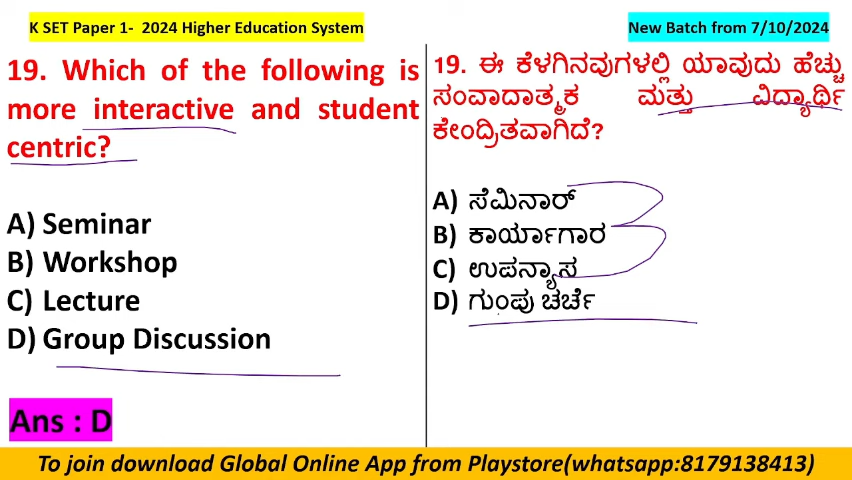 K SET Paper 1- 2024 Higher Education System
New Batch from 7/10/2024
19. Which of the following is
more interactive and student
centric?
A) Seminar
B) Workshop
C) Lecture
D) Group Discussion
Ans : D
19. ಈ ಕೆಳಗಿನವುಗಳಲ್ಲಿ ಯಾವುದು ಹೆಚ್ಚು
ಸಂವಾದಾತ್ಮಕ ಮತ್ತು ವಿದ್ಯಾರ್ಥಿ
ಕೇಂದ್ರಿತವಾಗಿದೆ?
A) ಸೆಮಿನಾರ್
B) ಕಾರ್ಯಾಗಾರ
C) ಉಪನ್ಯಾಸ
D) ಗುಂಪು ಚರ್ಚೆ
To join download Global Online App from Playstore(whatsapp:8179138413)